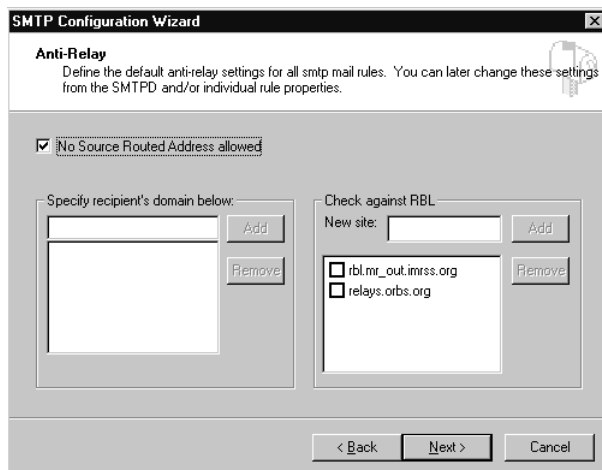 SMTP Configuration Wizard
Anti-Relay
Define the default anti-relay settings for all smtp mail rules. You can later change these settings
from the SMTPD and/or individual rule properties.
No Source Routed Address allowed
Specify recipient's domain below:
Add
Remove
Check against RBL
New site:
Add
rbl.mr_out.imrss.org
relays.orbs.org
Remove
< Back
Next >
Cancel